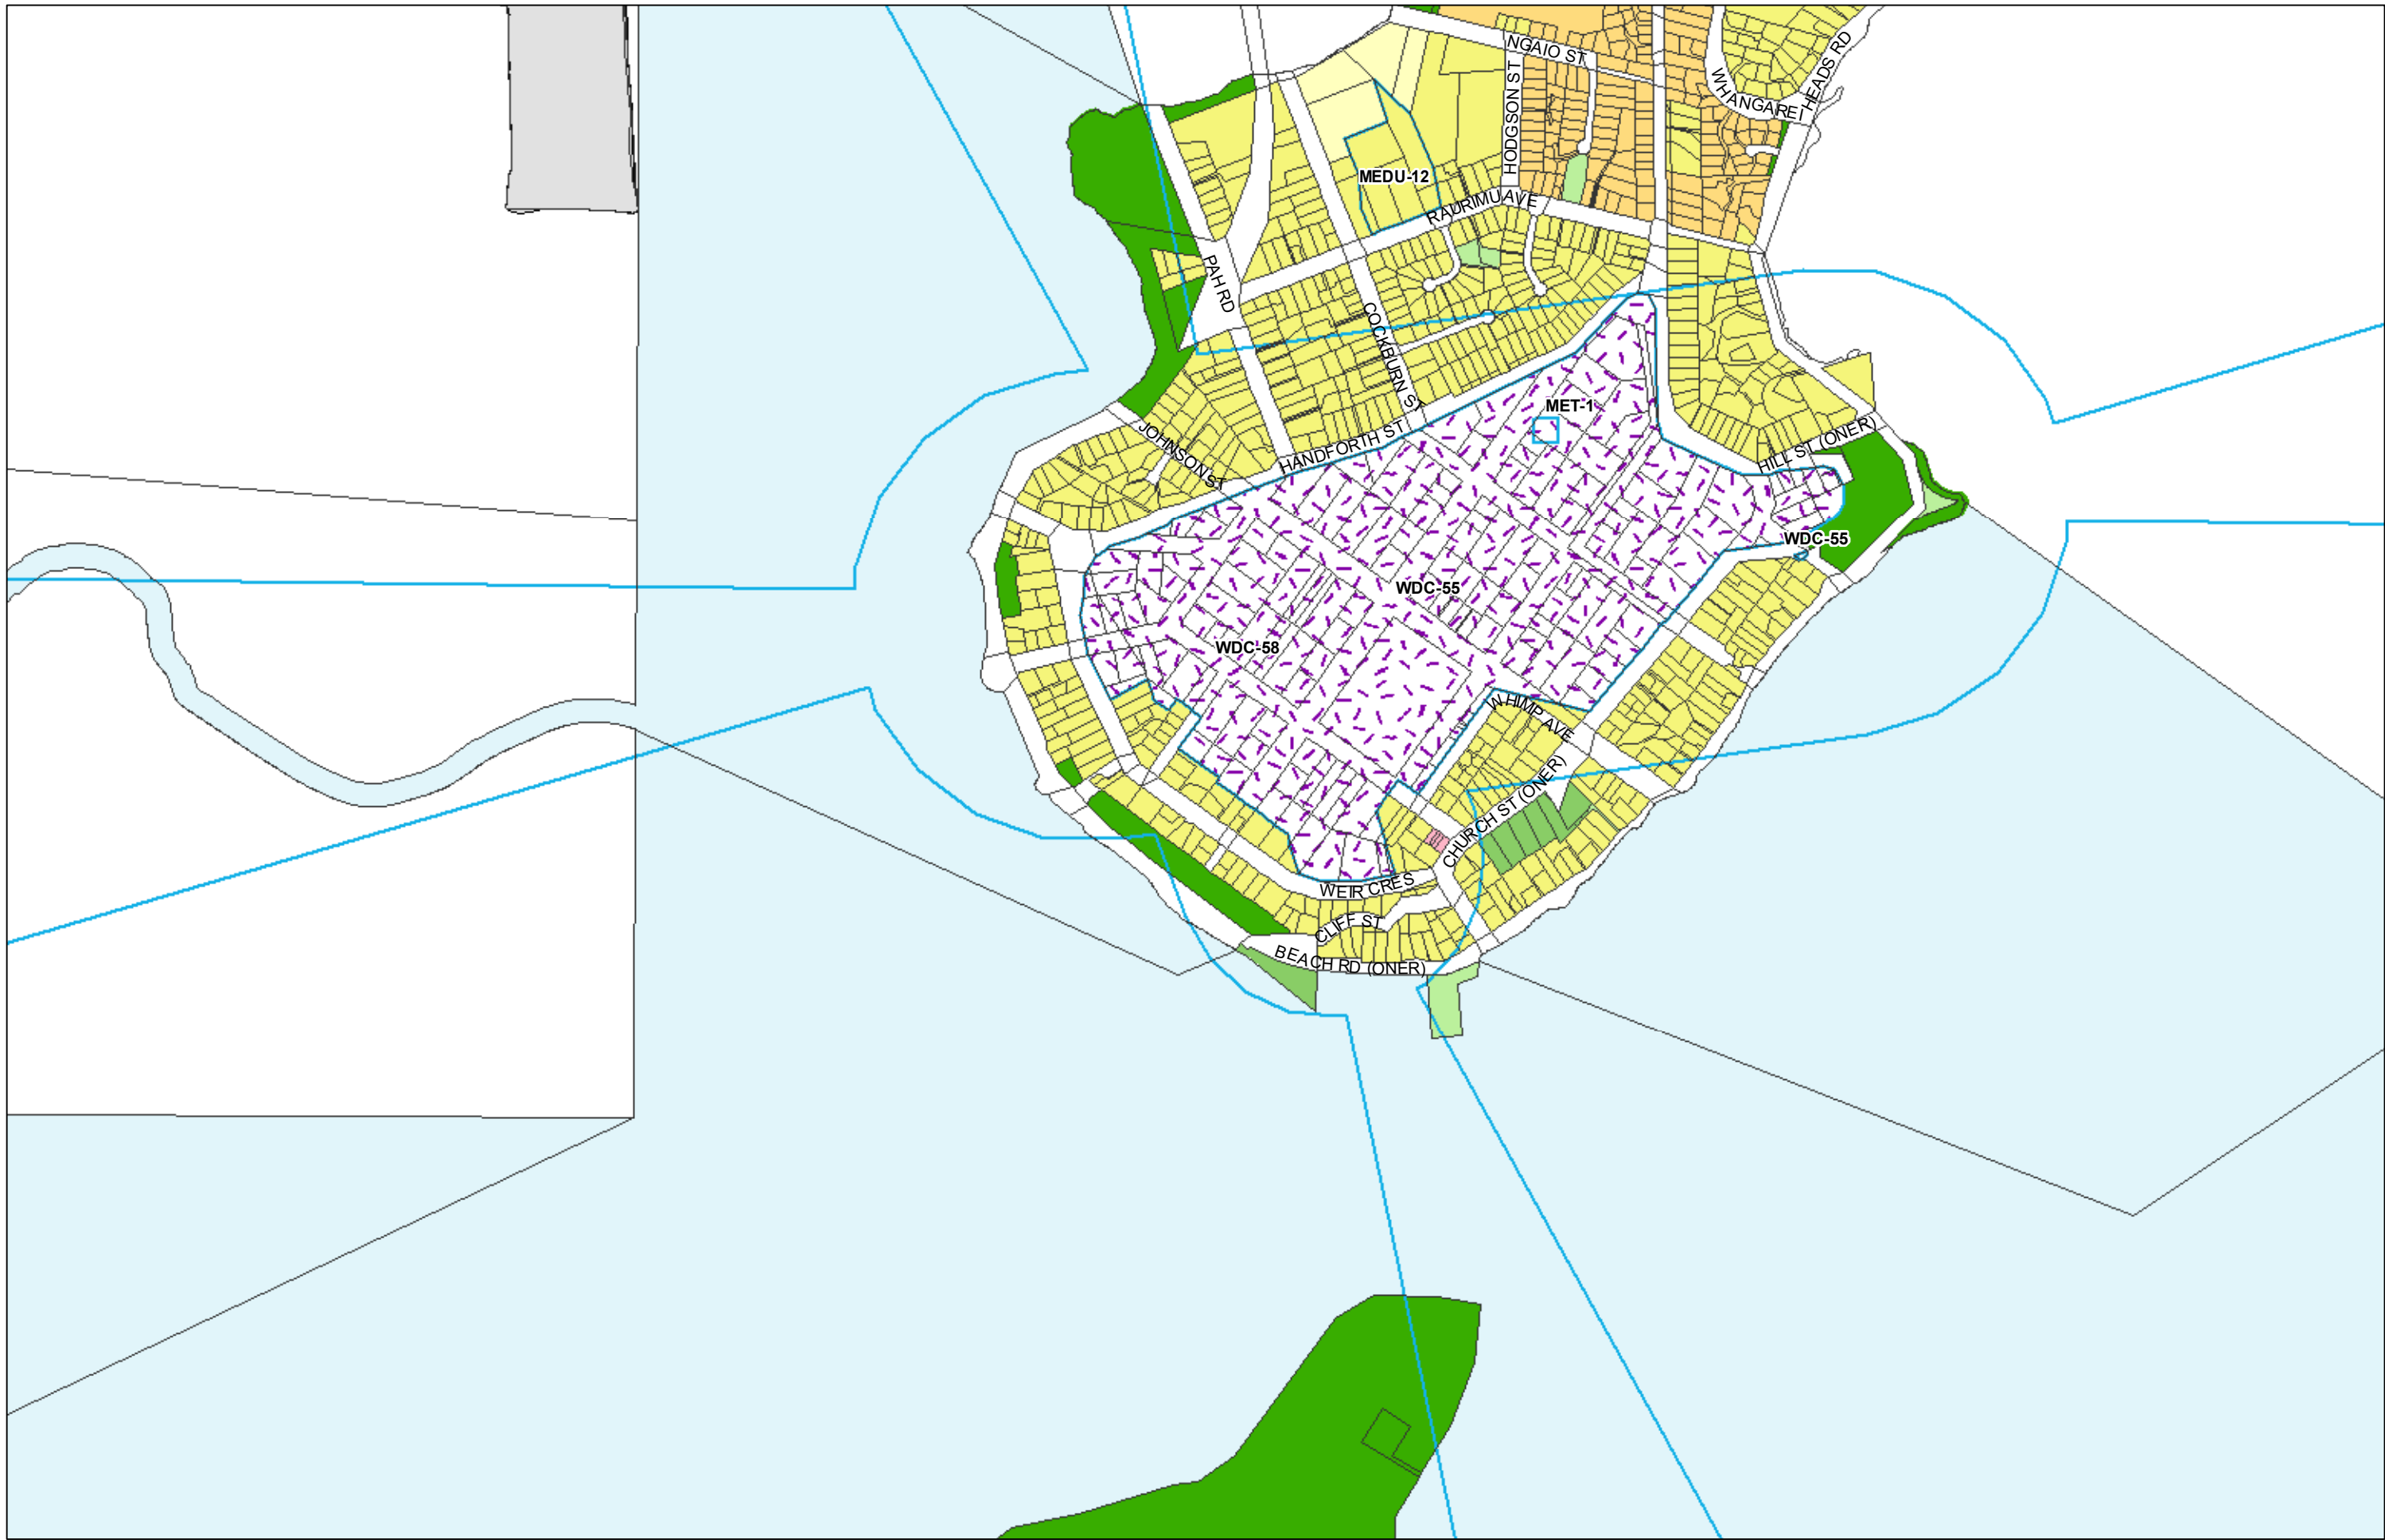 NGAIO ST
HEADS RD
WHANGAREI
HODGSON ST
MEDU-12
RAURIMU AVE
PAH RD
COCKBURN ST
MET-1
JOHNSON ST
HANDFORTH ST
HILL ST (ONER)
WDC-55
WDC-55
WDC-58
WHIMP AVE
CHURCH ST (ONER)
WEIR CRES
CLIFF ST
BEACH RD (ONER)